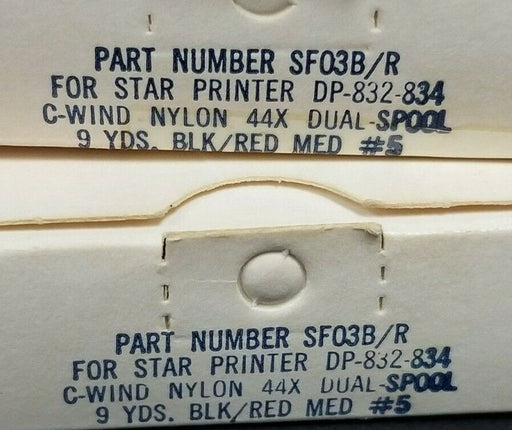 PART NUMBER SF03B/R
FOR STAR PRINTER DP-832-834
C-WIND NYLON 44X DUAL-SPOOL
9 YDS. BLK/RED MED #5
PART NUMBER SF03B/R
FOR STAR PRINTER DP-832-834
C-WIND NYLON 44X DUAL-SPOOL
9 YDS. BLK/RED MED #5